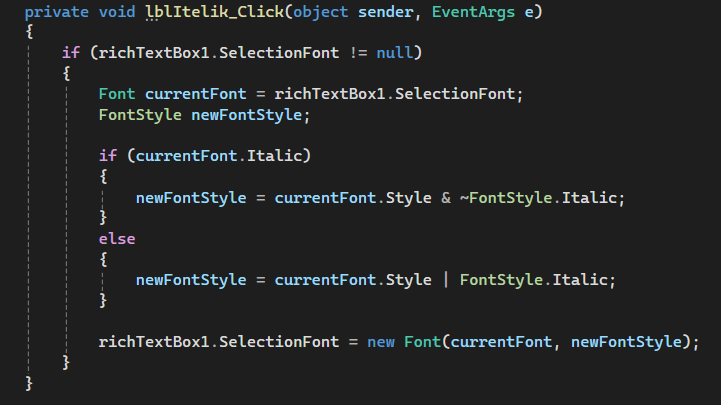 private void lblItelik_Click(object sender, EventArgs e)
{
    if (richTextBox1.SelectionFont != null)
    {
        Font currentFont = richTextBox1.SelectionFont;
        FontStyle newFontStyle;

        if (currentFont.Italic)
        {
            newFontStyle = currentFont.Style & ~FontStyle.Italic;
        }
        else
        {
            newFontStyle = currentFont.Style | FontStyle.Italic;
        }

        richTextBox1.SelectionFont = new Font(currentFont, newFontStyle);
    }
}